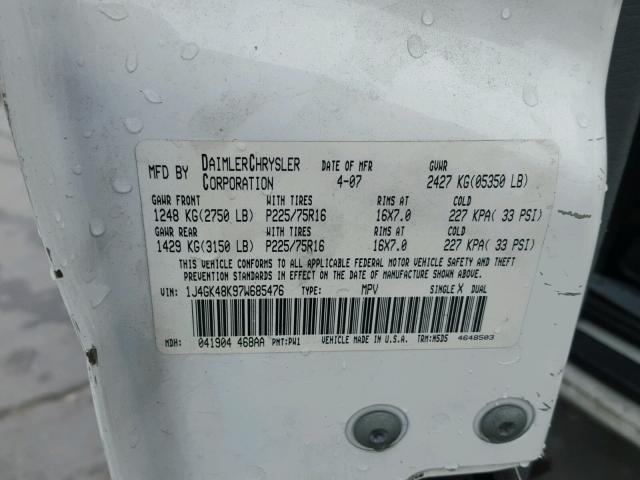 MFD BY DAIMLERCHRYSLER CORPORATION DATE OF MFR 4-07 GVWR 2427 KG(05350 LB)
GAWR FRONT WITH TIRES RIMS AT COLD
1248 KG(2750 LB) P225/75R16 16X7.0 227 KPA( 33 PSI)
GAWR REAR WITH TIRES RIMS AT COLD
1429 KG(3150 LB) P225/75R16 16X7.0 227 KPA( 33 PSI)
THIS VEHICLE CONFORMS TO ALL APPLICABLE FEDERAL MOTOR VEHICLE SAFETY AND THEFT
PREVENTION STANDARDS IN EFFECT ON THE DATE OF MANUFACTURE SHOWN ABOVE.
VIN: 1J4GK48K97W685476 TYPE: MPV SINGLE X DUAL
MDH: 041904 468AA PNT:PW1 VEHICLE MADE IN U.S.A. TRM:MSD5 4648503